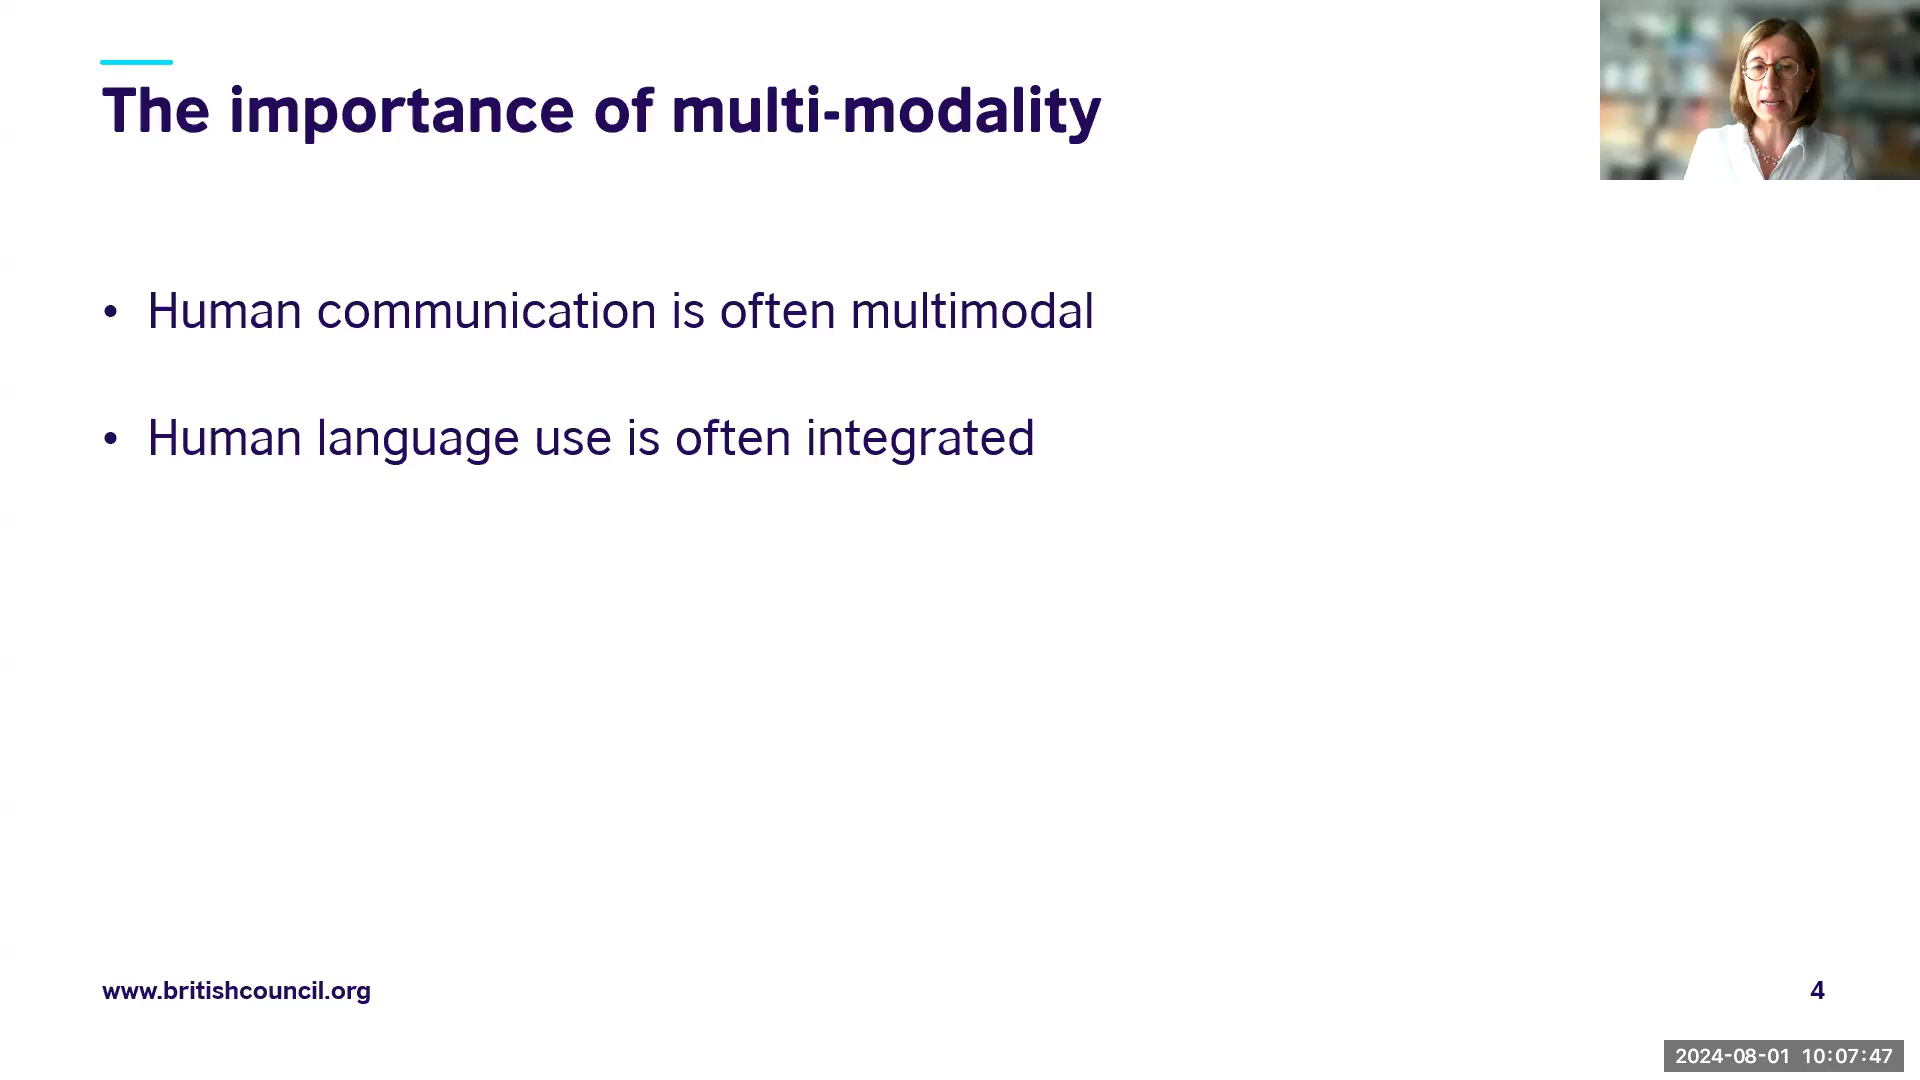 The importance of multi-modality
• Human communication is often multimodal
• Human language use is often integrated
www.britishcouncil.org
4
2024-08-01 10:07:47